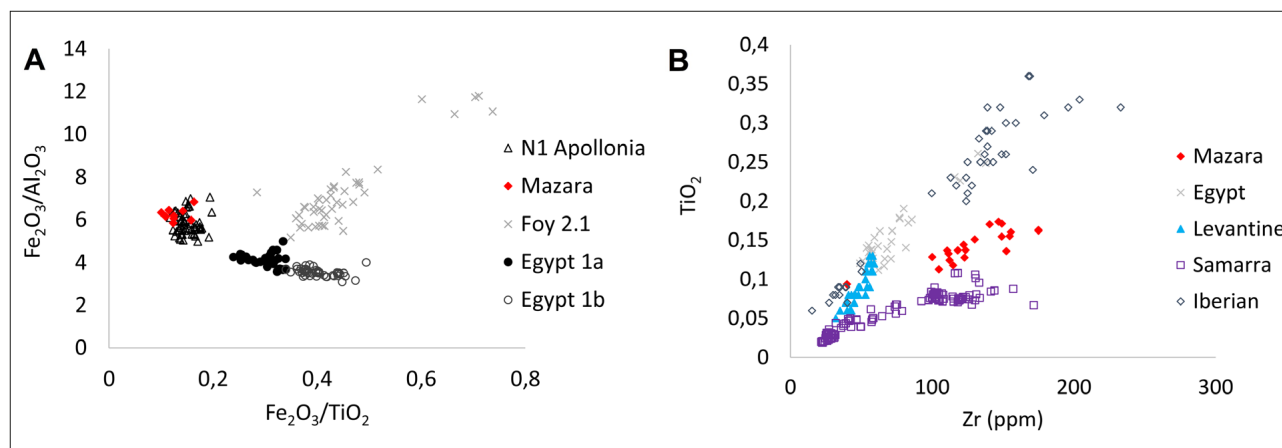 A
14
12
10
8
6
4
2
0
Fe₂O₃/Al₂O₃
0
0,2
0,4
0,6
0,8
Fe₂O₃/TiO₂
N1 Apollonia
Mazara
Foy 2.1
Egypt 1a
Egypt 1b
B
0,4
0,35
0,3
0,25
0,2
0,15
0,1
0,05
0
TiO₂
0
100
200
300
Zr (ppm)
Mazara
Egypt
Levantine
Samarra
Iberian